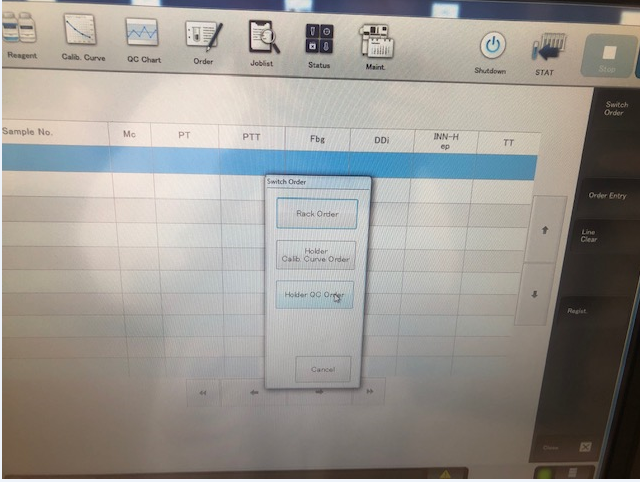 Reagent
Calib. Curve
QC Chart
Order
Joblist
Status
Maint.
Shutdown
STAT
Stop
Switch
Order
Sample No.
Mc
PT
PTT
Fbg
DDi
INN-H
ep
TT
Switch Order
Rack Order
Holder
Calib. Curve Order
Holder QC Order
Cancel
Order Entry
Line
Clear
Regist.